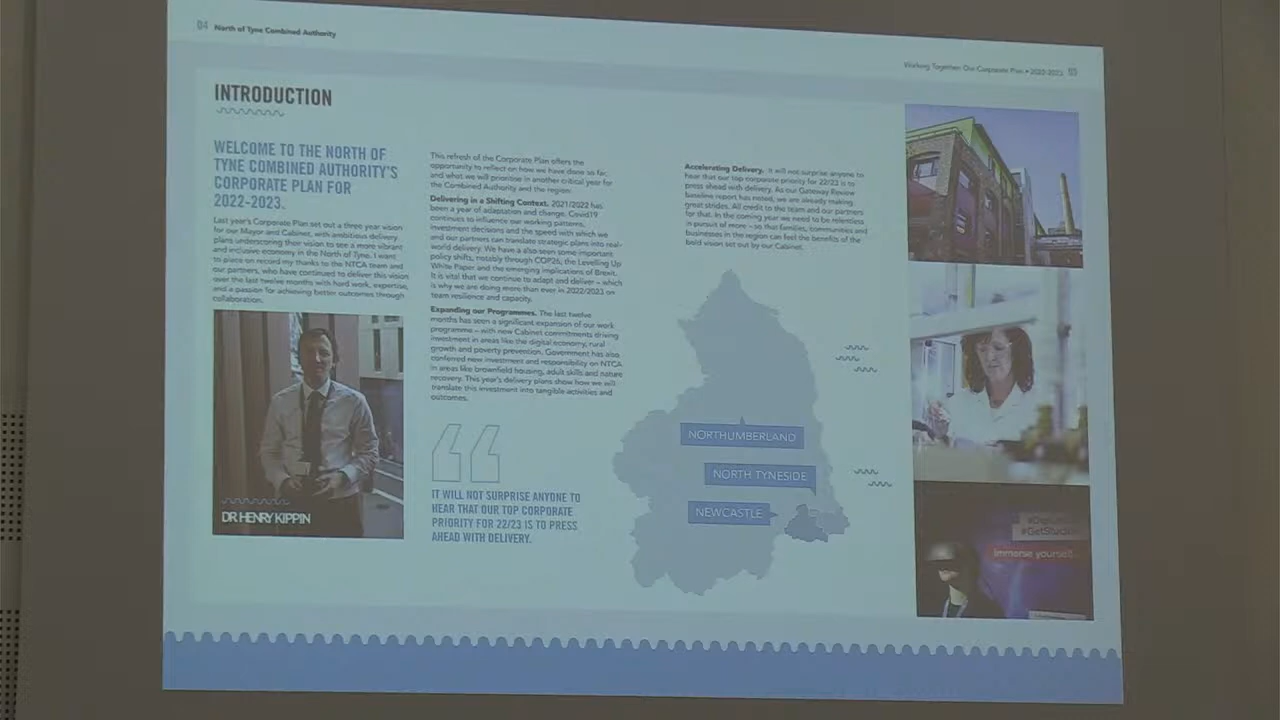 04 North of Tyne Combined Authority
Working Together: Our Corporate Plan • 2022-2023 05
INTRODUCTION
WELCOME TO THE NORTH OF
TYNE COMBINED AUTHORITY'S
CORPORATE PLAN FOR
2022-2023.
Last year's Corporate Plan set out a three year vision
for our Mayor and Cabinet, with ambitious delivery
plans underscoring their vision to see a more vibrant
and inclusive economy in the North of Tyne. I want
to place on record my thanks to the NTCA team and
our partners, who have continued to deliver this vision
over the last twelve months with hard work, expertise,
and a passion for achieving better outcomes through
collaboration.
DR HENRY KIPPIN
This refresh of the Corporate Plan offers the
opportunity to reflect on how we have done so far,
and what we will prioritise in another critical year for
the Combined Authority and the region.
Delivering in a Shifting Context. 2021/2022 has
been a year of adaptation and change. Covid19
continues to influence our working patterns,
investment decisions and the speed with which we
and our partners can translate strategic plans into real-
world delivery. We have also seen some important
policy shifts, notably through COP26, the Levelling Up
White Paper and the emerging implications of Brexit.
It is vital that we continue to adapt and deliver – which
is why we are doing more than ever in 2022/2023 on
team resilience and capacity.
Expanding our Programmes. The last twelve
months has seen a significant expansion of our work
programme – with new Cabinet commitments driving
investment in areas like the digital economy, rural
growth and poverty prevention. Government has also
conferred new investment and responsibility on NTCA
in areas like brownfield housing, adult skills and nature
recovery. This year's delivery plans show how we will
translate this investment into tangible activities and
outcomes.
IT WILL NOT SURPRISE ANYONE TO
HEAR THAT OUR TOP CORPORATE
PRIORITY FOR 22/23 IS TO PRESS
AHEAD WITH DELIVERY.
Accelerating Delivery. It will not surprise anyone to
hear that our top corporate priority for 22/23 is to
press ahead with delivery. As our Gateway Review
baseline report has noted, we are already making
great strides. All credit to the team and our partners
for that. In the coming year we need to be relentless
in pursuit of more – so that families, communities and
businesses in the region can feel the benefits of the
bold vision set out by our Cabinet.
NORTHUMBERLAND
NORTH TYNESIDE
NEWCASTLE
Immerse yourself